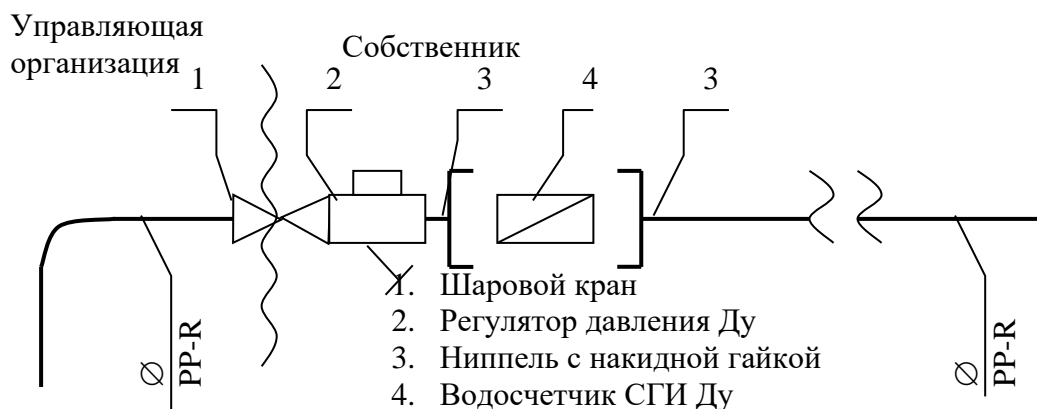 Управляющая
организация
Собственник
1
2
3
4
3
1. Шаровой кран
2. Регулятор давления Ду
3. Ниппель с накидной гайкой
4. Водосчетчик СГИ Ду
∅
PP-R
∅
PP-R